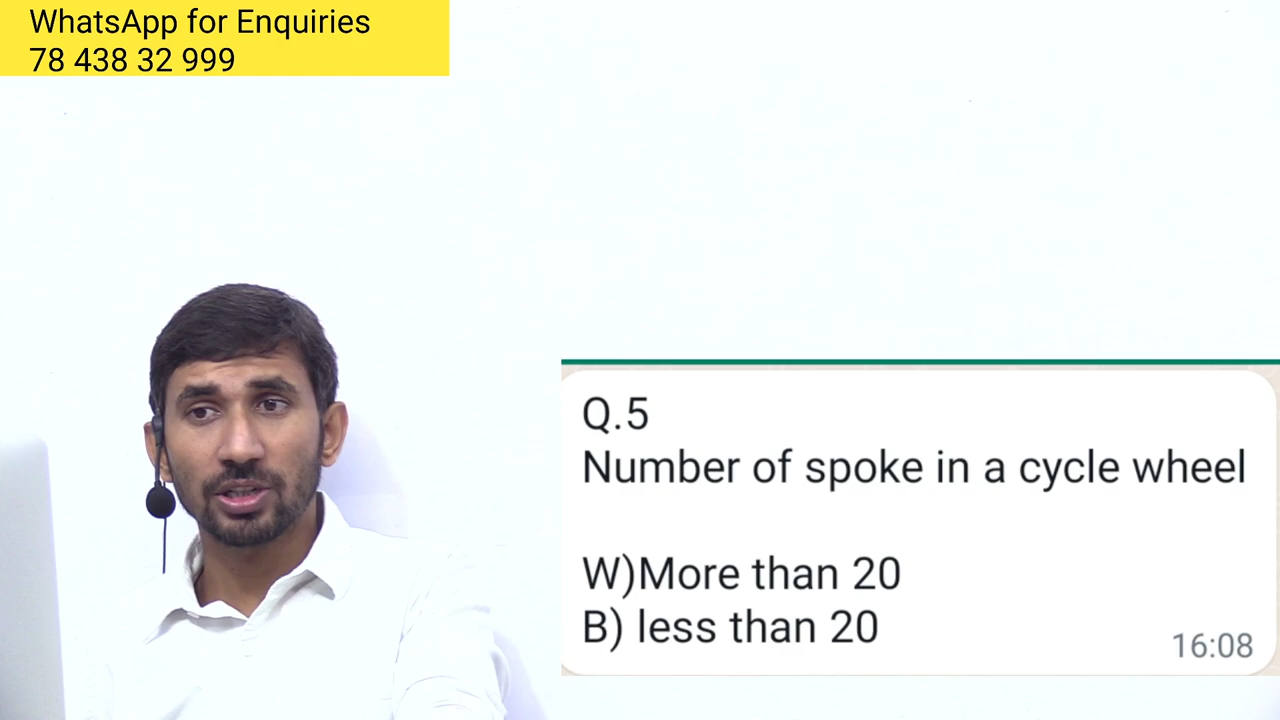 WhatsApp for Enquiries
78 438 32 999
Q.5
Number of spoke in a cycle wheel
W)More than 20
B) less than 20
16:08